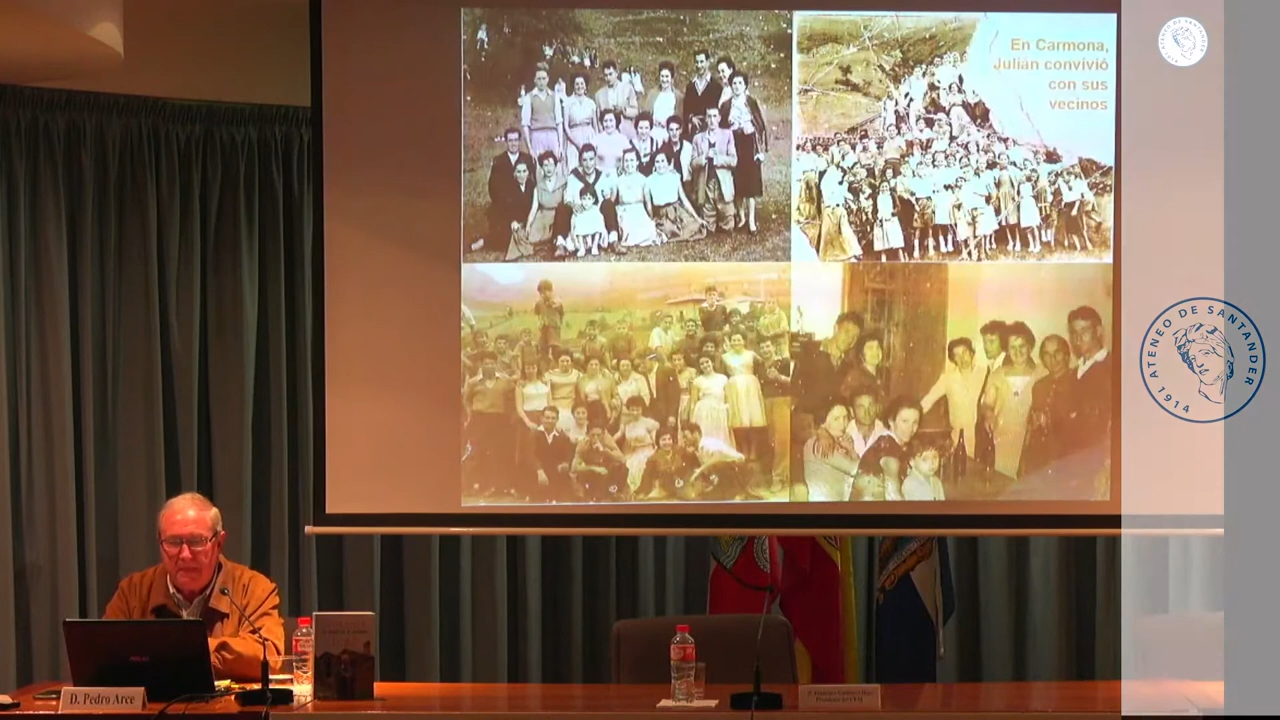 En Carmona,
Julián convivió
con sus
vecinos
ATENEO DE SANTANDER
1914
D. Pedro Arce